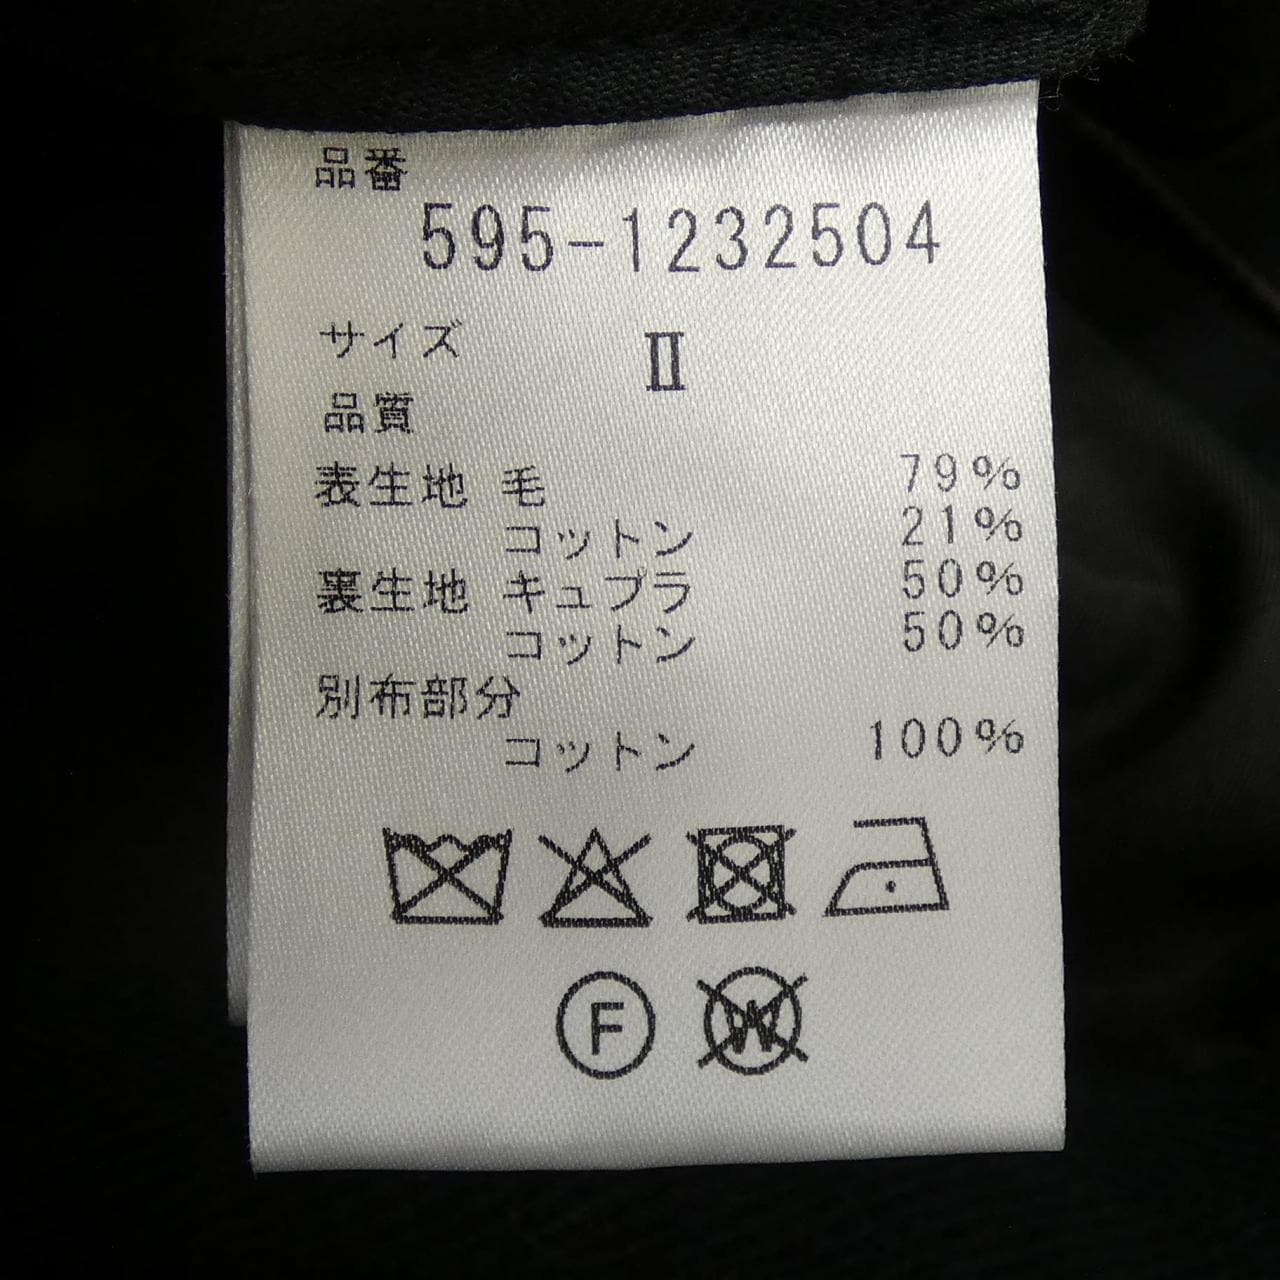 品番
595-1232504
サイズ Ⅱ
品質
表生地 毛 79%
コットン 21%
裏生地 キュプラ 50%
コットン 50%
別布部分
コットン 100%
F W